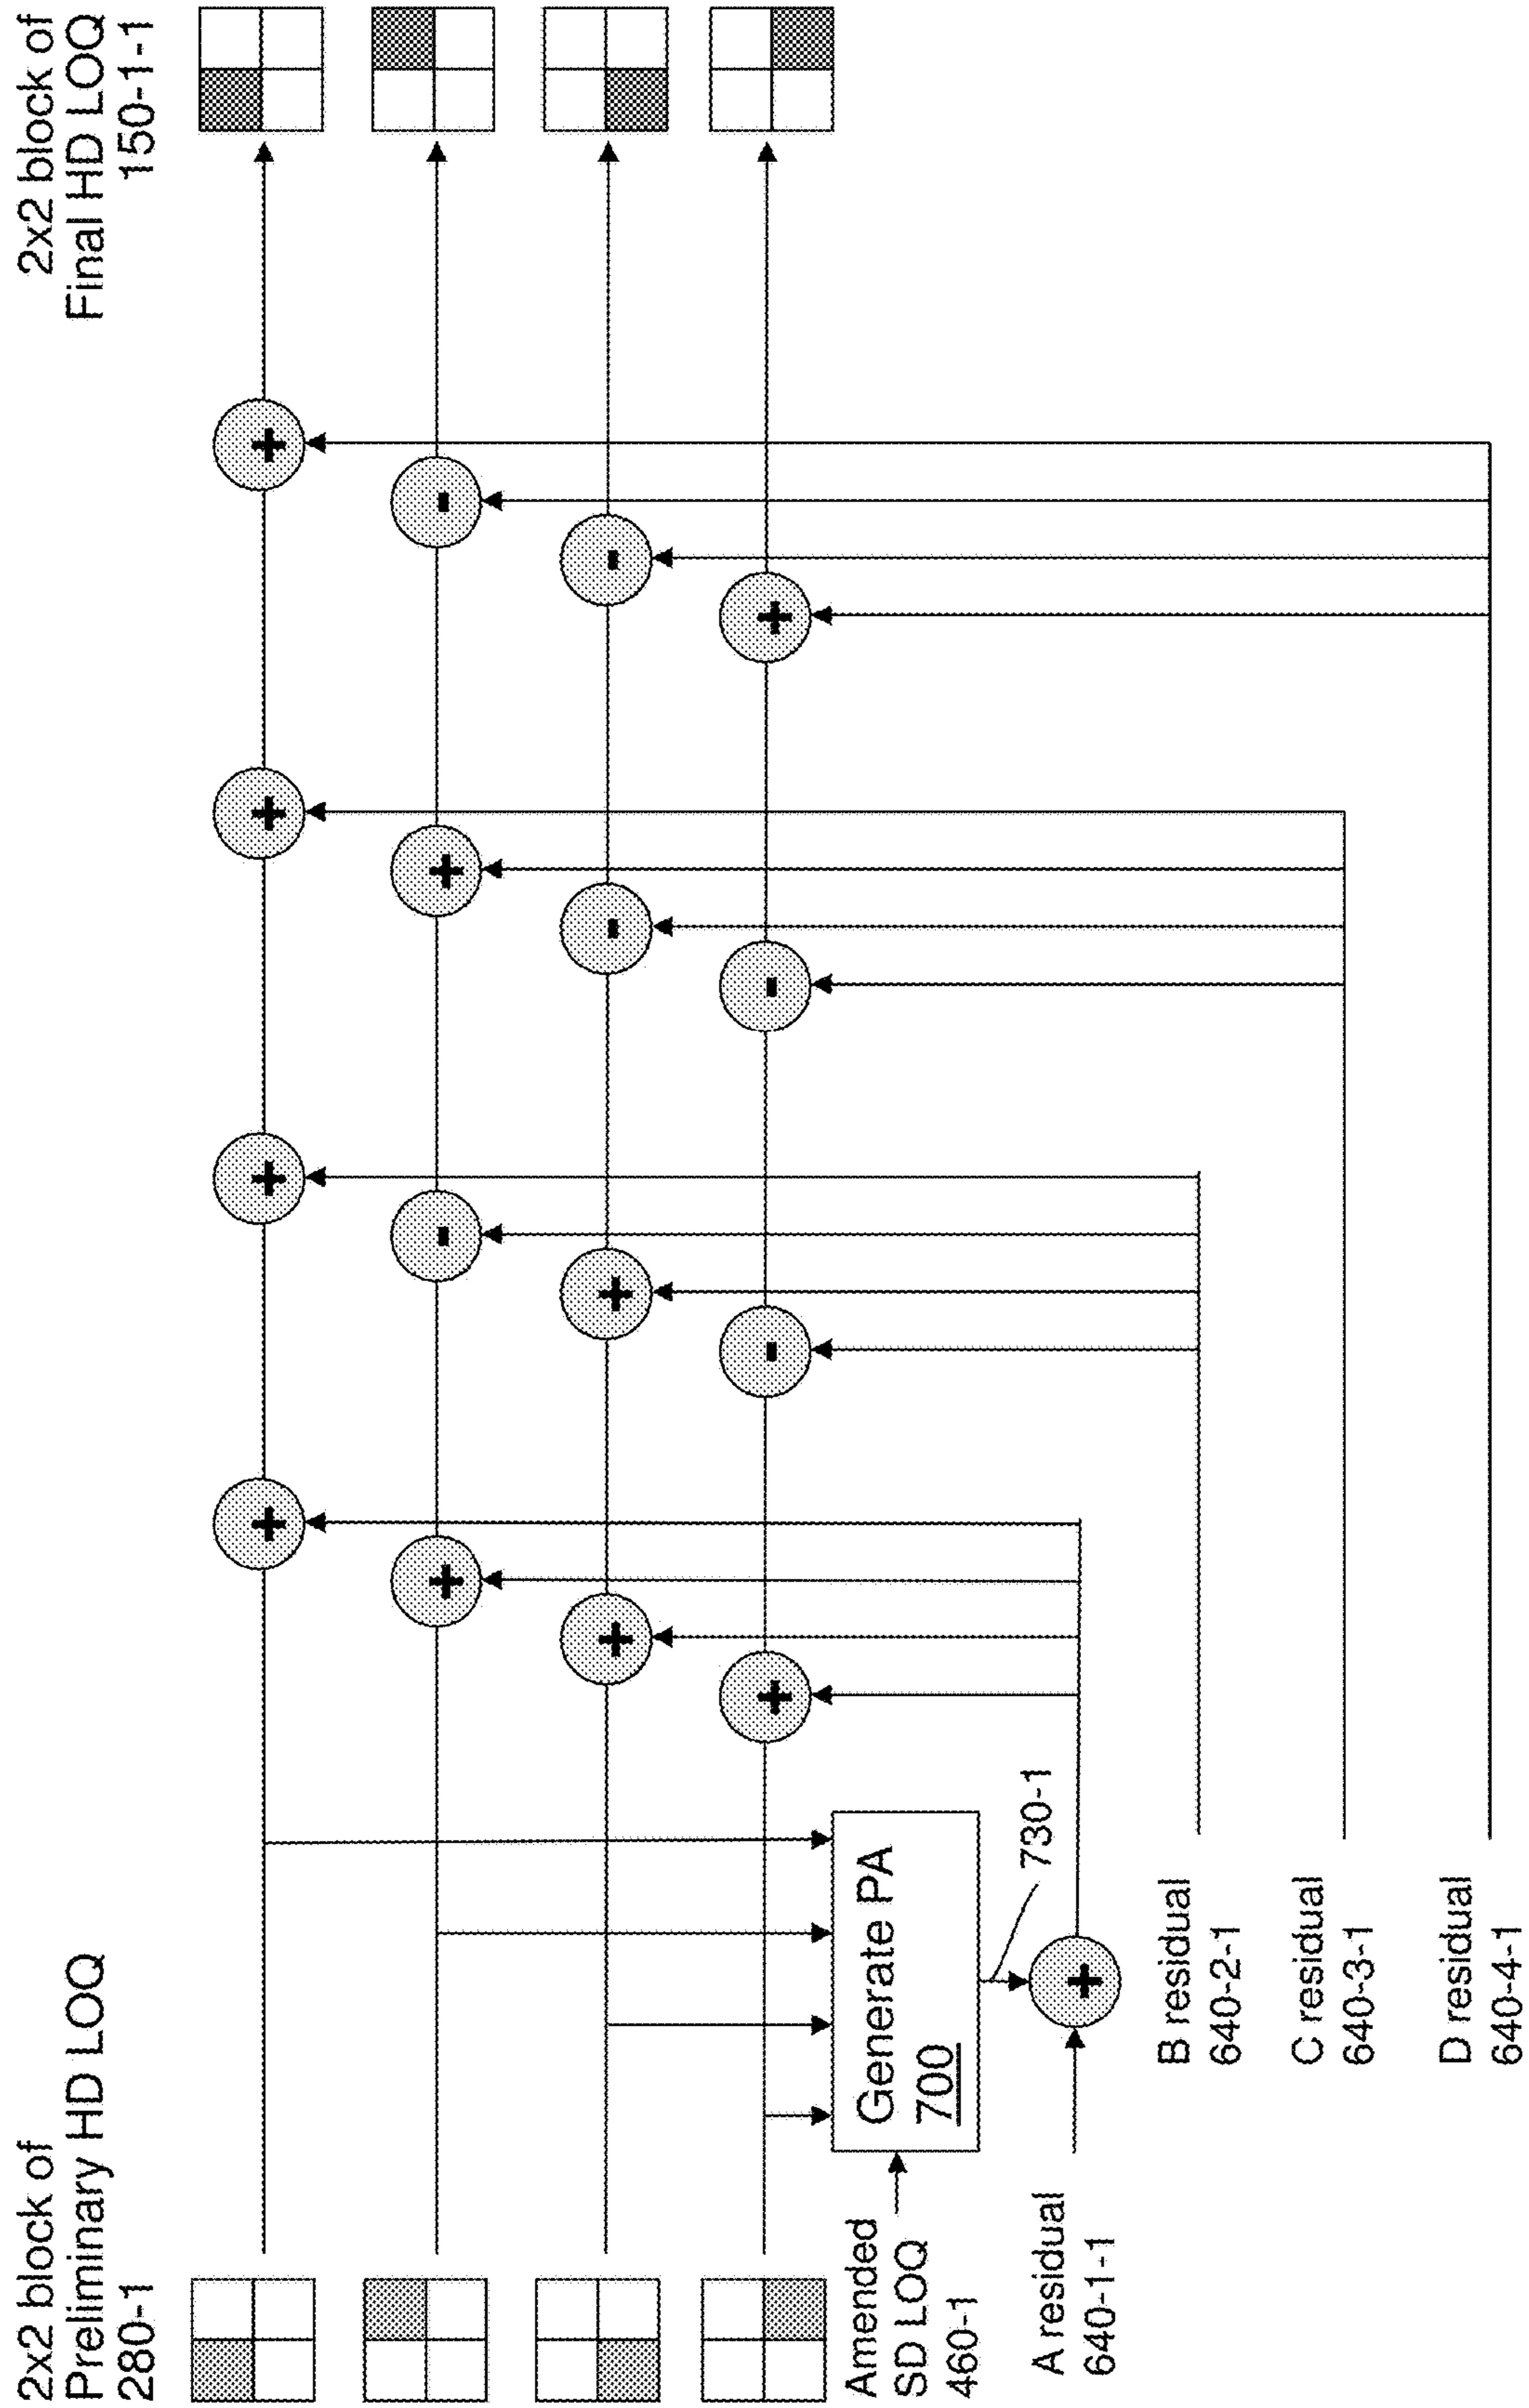 2x2 block of
Preliminary HD LOQ
280-1
2x2 block of
Final HD LOQ
150-1-1
+
+
+
+
-
+
-
-
+
-
-
+
+
+
-
+
Amended
SD LOQ
460-1
Generate PA
700
730-1
+
A residual
640-1-1
B residual
640-2-1
C residual
640-3-1
D residual
640-4-1